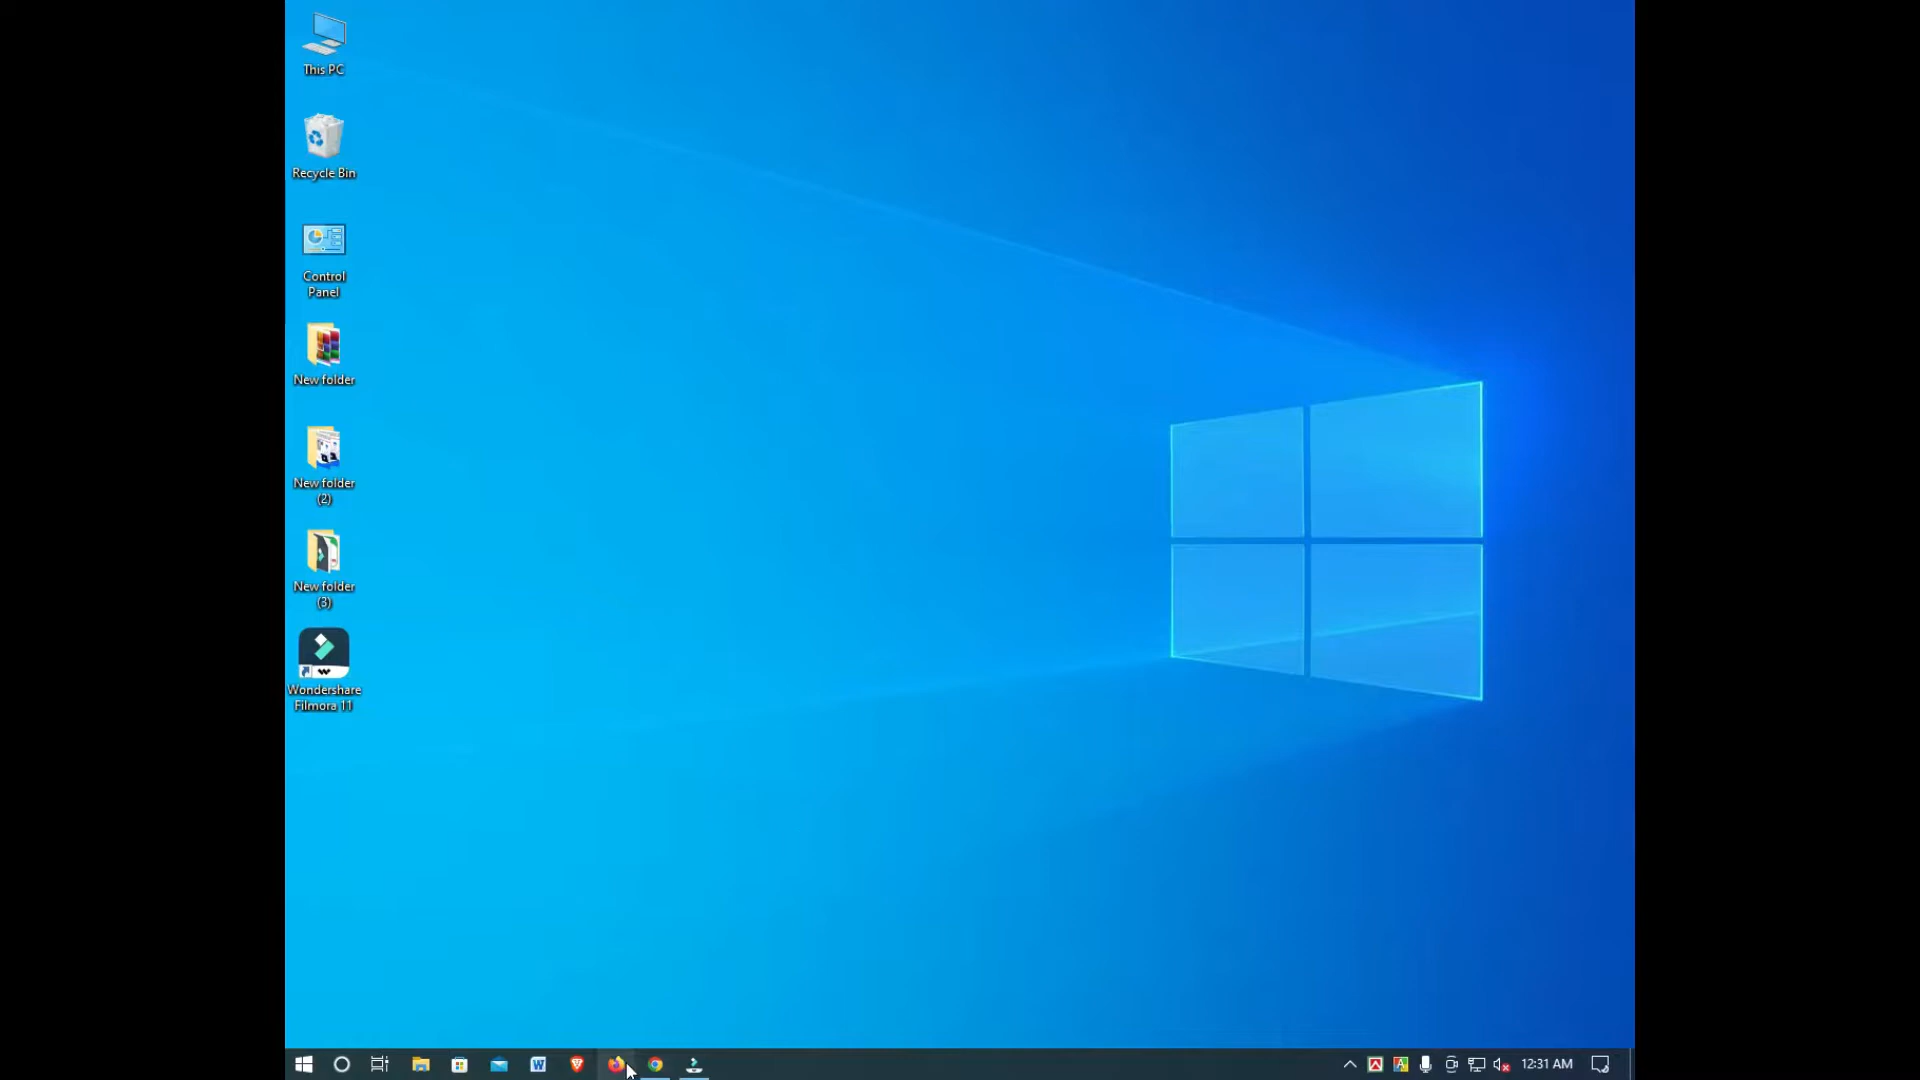 This PC
Recycle Bin
Control
Panel
New folder
New folder
(2)
New folder
(3)
Wondershare
Filmora 11
12:31 AM